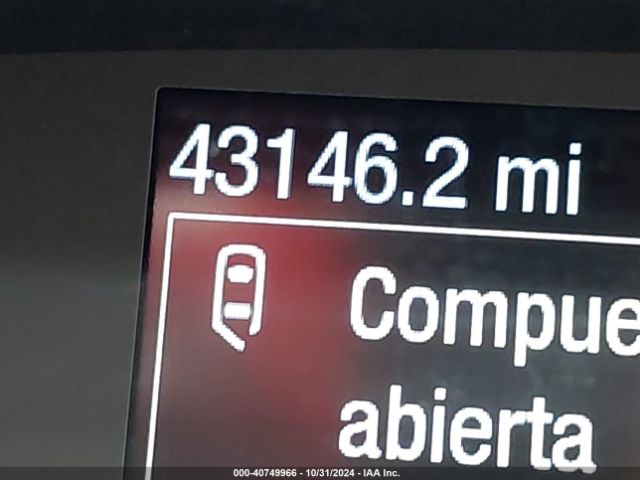 43146.2 mi
Compue
abierta
000-40749966 - 10/31/2024 - IAA Inc.